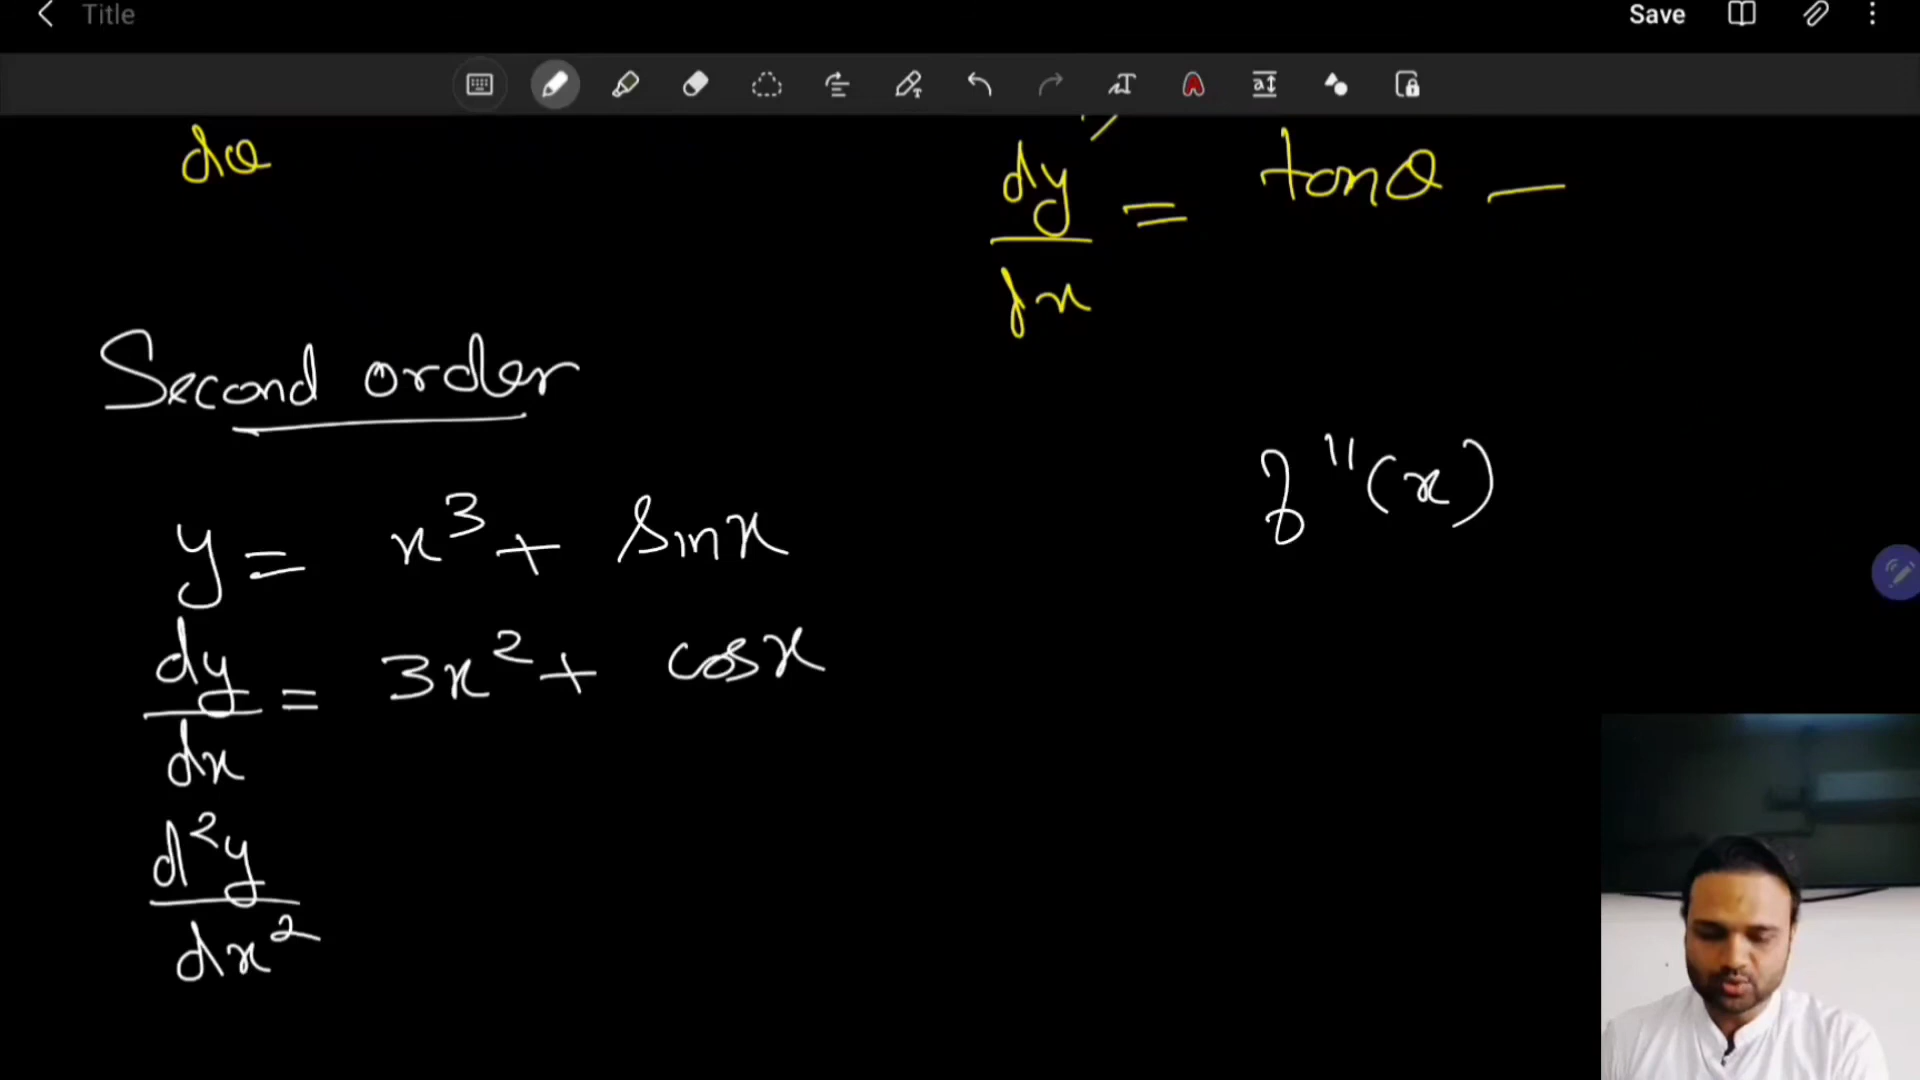 Title
Save
dθ
dy/dx = tanθ —
Second order
f''(x)
y = x³ + sinx
dy/dx = 3x² + cosx
d²y/dx²